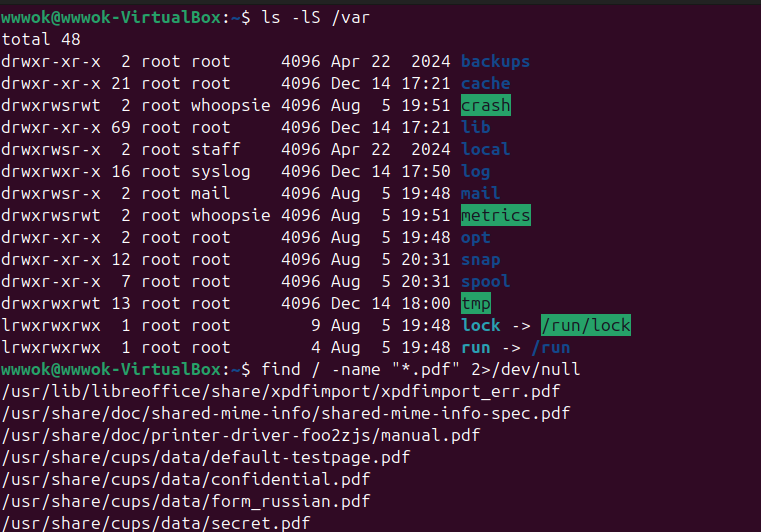 wwwok@wwwok-VirtualBox:~$ ls -lS /var
total 48
drwxr-xr-x  2 root root     4096 Apr 22  2024 backups
drwxr-xr-x 21 root root     4096 Dec 14 17:21 cache
drwxrwsrwt  2 root whoopsie 4096 Aug  5 19:51 crash
drwxr-xr-x 69 root root     4096 Dec 14 17:21 lib
drwxrwsr-x  2 root staff    4096 Apr 22  2024 local
drwxrwxr-x 16 root syslog   4096 Dec 14 17:50 log
drwxrwsr-x  2 root mail     4096 Aug  5 19:48 mail
drwxrwsrwt  2 root whoopsie 4096 Aug  5 19:51 metrics
drwxr-xr-x  2 root root     4096 Aug  5 19:48 opt
drwxr-xr-x 12 root root     4096 Aug  5 20:31 snap
drwxr-xr-x  7 root root     4096 Aug  5 20:31 spool
drwxrwxrwt 13 root root     4096 Dec 14 18:00 tmp
lrwxrwxrwx  1 root root        9 Aug  5 19:48 lock -> /run/lock
lrwxrwxrwx  1 root root        4 Aug  5 19:48 run -> /run
wwwok@wwwok-VirtualBox:~$ find / -name "*.pdf" 2>/dev/null
/usr/lib/libreoffice/share/xpdfimport/xpdfimport_err.pdf
/usr/share/doc/shared-mime-info/shared-mime-info-spec.pdf
/usr/share/doc/printer-driver-foo2zjs/manual.pdf
/usr/share/cups/data/default-testpage.pdf
/usr/share/cups/data/confidential.pdf
/usr/share/cups/data/form_russian.pdf
/usr/share/cups/data/secret.pdf